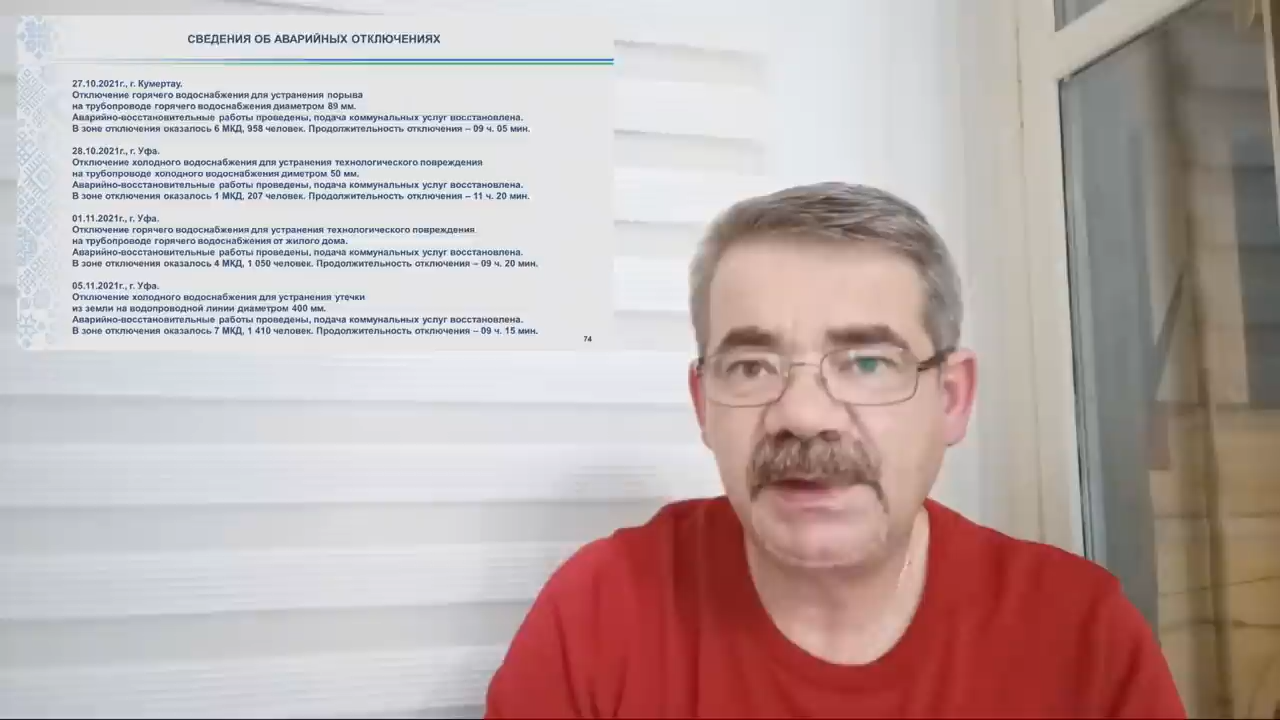 СВЕДЕНИЯ ОБ АВАРИЙНЫХ ОТКЛЮЧЕНИЯХ
27.10.2021г., г. Кумертау.
Отключение горячего водоснабжения для устранения порыва
на трубопроводе горячего водоснабжения диаметром 89 мм.
Аварийно-восстановительные работы проведены, подача коммунальных услуг восстановлена.
В зоне отключения оказалось 6 МКД, 958 человек. Продолжительность отключения – 09 ч. 05 мин.
28.10.2021г., г. Уфа.
Отключение холодного водоснабжения для устранения технологического повреждения
на трубопроводе холодного водоснабжения диметром 50 мм.
Аварийно-восстановительные работы проведены, подача коммунальных услуг восстановлена.
В зоне отключения оказалось 1 МКД, 207 человек. Продолжительность отключения – 11 ч. 20 мин.
01.11.2021г., г. Уфа.
Отключение горячего водоснабжения для устранения технологического повреждения
на трубопроводе горячего водоснабжения от жилого дома.
Аварийно-восстановительные работы проведены, подача коммунальных услуг восстановлена.
В зоне отключения оказалось 4 МКД, 1 050 человек. Продолжительность отключения – 09 ч. 20 мин.
05.11.2021г., г. Уфа.
Отключение холодного водоснабжения для устранения утечки
из земли на водопроводной линии диаметром 400 мм.
Аварийно-восстановительные работы проведены, подача коммунальных услуг восстановлена.
В зоне отключения оказалось 7 МКД, 1 410 человек. Продолжительность отключения – 09 ч. 15 мин.
74